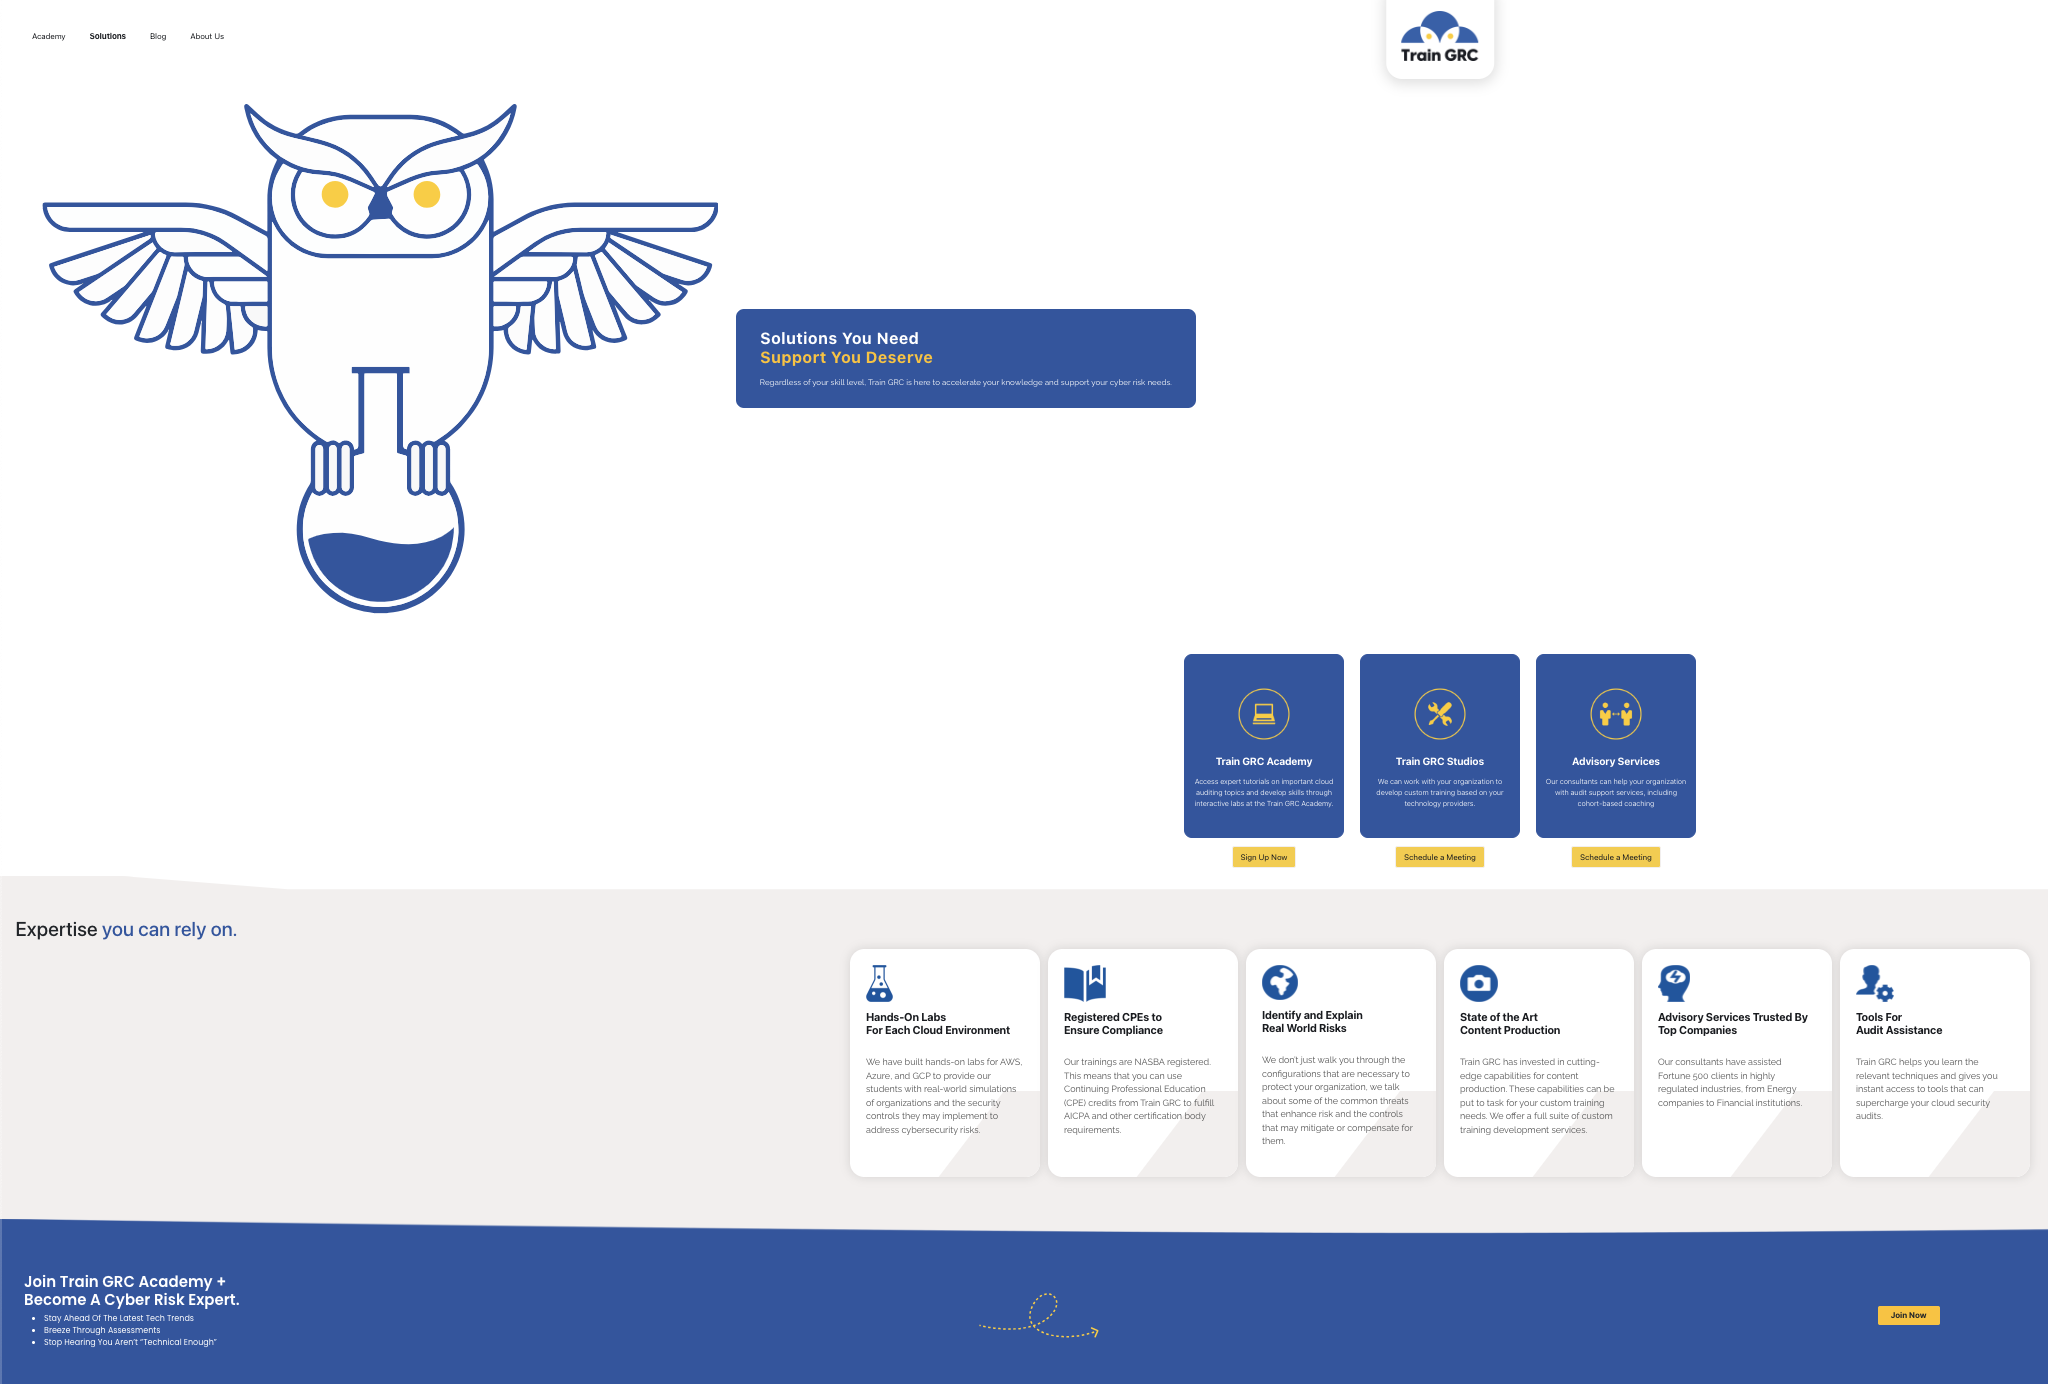 Academy
Solutions
Blog
About Us
Train GRC
Solutions You Need
Support You Deserve
Regardless of your skill level, Train GRC is here to accelerate your knowledge and support your cyber risk needs.
Train GRC Academy
Access expert tutorials on important cloud
auditing topics and develop skills through
interactive labs at the Train GRC Academy.
Sign Up Now
Train GRC Studios
We can work with your organization to
develop custom training based on your
technology providers.
Schedule a Meeting
Advisory Services
Our consultants can help your organization
with audit support services, including
cohort-based coaching
Schedule a Meeting
Expertise you can rely on.
Hands-On Labs
For Each Cloud Environment
We have built hands-on labs for AWS,
Azure, and GCP to provide our
students with real-world simulations
of organizations and the security
controls they may implement to
address cybersecurity risks.
Registered CPEs to
Ensure Compliance
Our trainings are NASBA registered.
This means that you can use
Continuing Professional Education
(CPE) credits from Train GRC to fulfill
AICPA and other certification body
requirements.
Identify and Explain
Real World Risks
We don't just walk you through the
configurations that are necessary to
protect your organization, we talk
about some of the common threats
that enhance risk and the controls
that may mitigate or compensate for
them.
State of the Art
Content Production
Train GRC has invested in cutting-
edge capabilities for content
production. These capabilities can be
put to task for your custom training
needs. We offer a full suite of custom
training development services.
Advisory Services Trusted By
Top Companies
Our consultants have assisted
Fortune 500 clients in highly
regulated industries, from Energy
companies to Financial institutions.
Tools For
Audit Assistance
Train GRC helps you learn the
relevant techniques and gives you
instant access to tools that can
supercharge your cloud security
audits.
Join Train GRC Academy +
Become A Cyber Risk Expert.
• Stay Ahead Of The Latest Tech Trends
• Breeze Through Assessments
• Stop Hearing You Aren't "Technical Enough"
Join Now